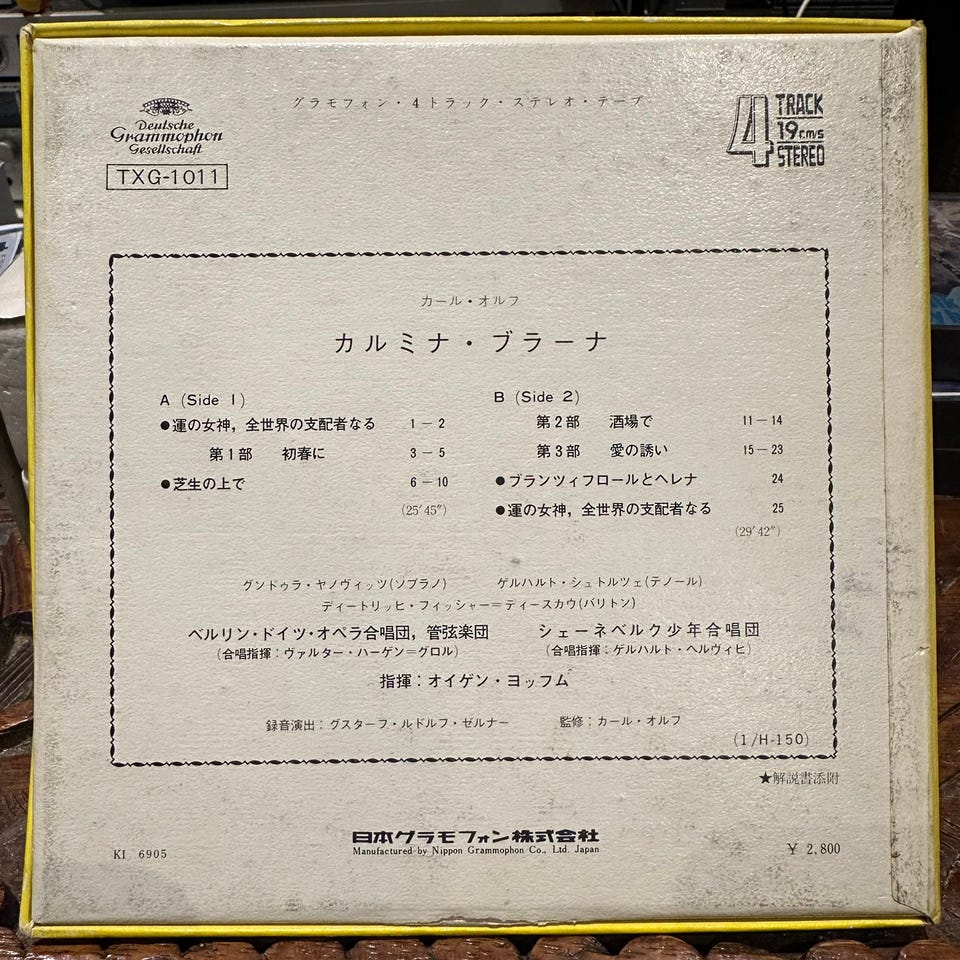 グラモフォン・4トラック・ステレオ・テープ
Deutsche
Grammophon
Gesellschaft
TXG-1011
4 TRACK
19 cm/s
STEREO
カール・オルフ
カルミナ・ブラーナ
A (Side 1)
●運の女神,全世界の支配者なる 1-2
第1部 初春に 3-5
●芝生の上で 6-10
(25′45″)
B (Side 2)
第2部 酒場で 11-14
第3部 愛の誘い 15-23
●ブランツィフロールとヘレナ 24
●運の女神,全世界の支配者なる 25
(29′42″)
グンドゥラ・ヤノヴィッツ(ソプラノ) ゲルハルト・シュトルツェ(テノール)
ディートリッヒ・フィッシャー=ディースカウ(バリトン)
ベルリン・ドイツ・オペラ合唱団,管弦楽団 シェーネベルク少年合唱団
(合唱指揮:ヴァルター・ハーゲン=グロル) (合唱指揮:ゲルハルト・ヘルヴィヒ)
指揮:オイゲン・ヨッフム
録音演出:グスターフ・ルドルフ・ゼルナー 監修:カール・オルフ
(1/H-150)
★解説書添附
日本グラモフォン株式会社
Manufactured by Nippon Grammophon Co., Ltd. Japan
KI 6905
¥ 2,800